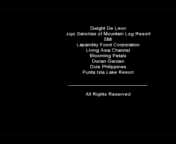 Dwight De Leon
Jojo Sanchez of Mountain Log Resort
SMI
Lapanday Food Corporation
Living Asia Channel
Blooming Petals
Durian Garden
Dole Philippines
Punta Isla Lake Resort
All Rights Reserved